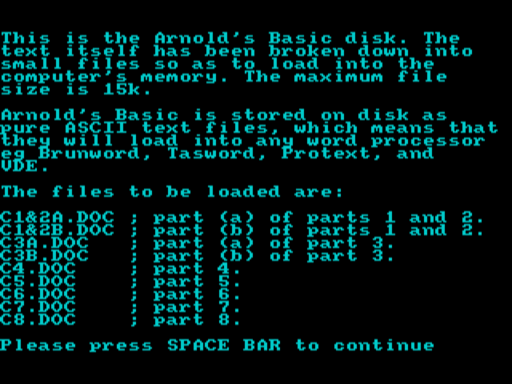 This is the Arnold's Basic disk. The
text itself has been broken down into
small files so as to load into the
computer's memory. The maximum file
size is 15k.
Arnold's Basic is stored on disk as
pure ASCII text files, which means that
they will load into any word processor
eg Brunword, Tasword, Protext, and
VDE.
The files to be loaded are:
C1&2A.DOC ; part (a) of parts 1 and 2.
C1&2B.DOC ; part (b) of parts 1 and 2.
C3A.DOC ; part (a) of part 3.
C3B.DOC ; part (b) of part 3.
C4.DOC ; part 4.
C5.DOC ; part 5.
C6.DOC ; part 6.
C7.DOC ; part 7.
C8.DOC ; part 8.
Please press SPACE BAR to continue